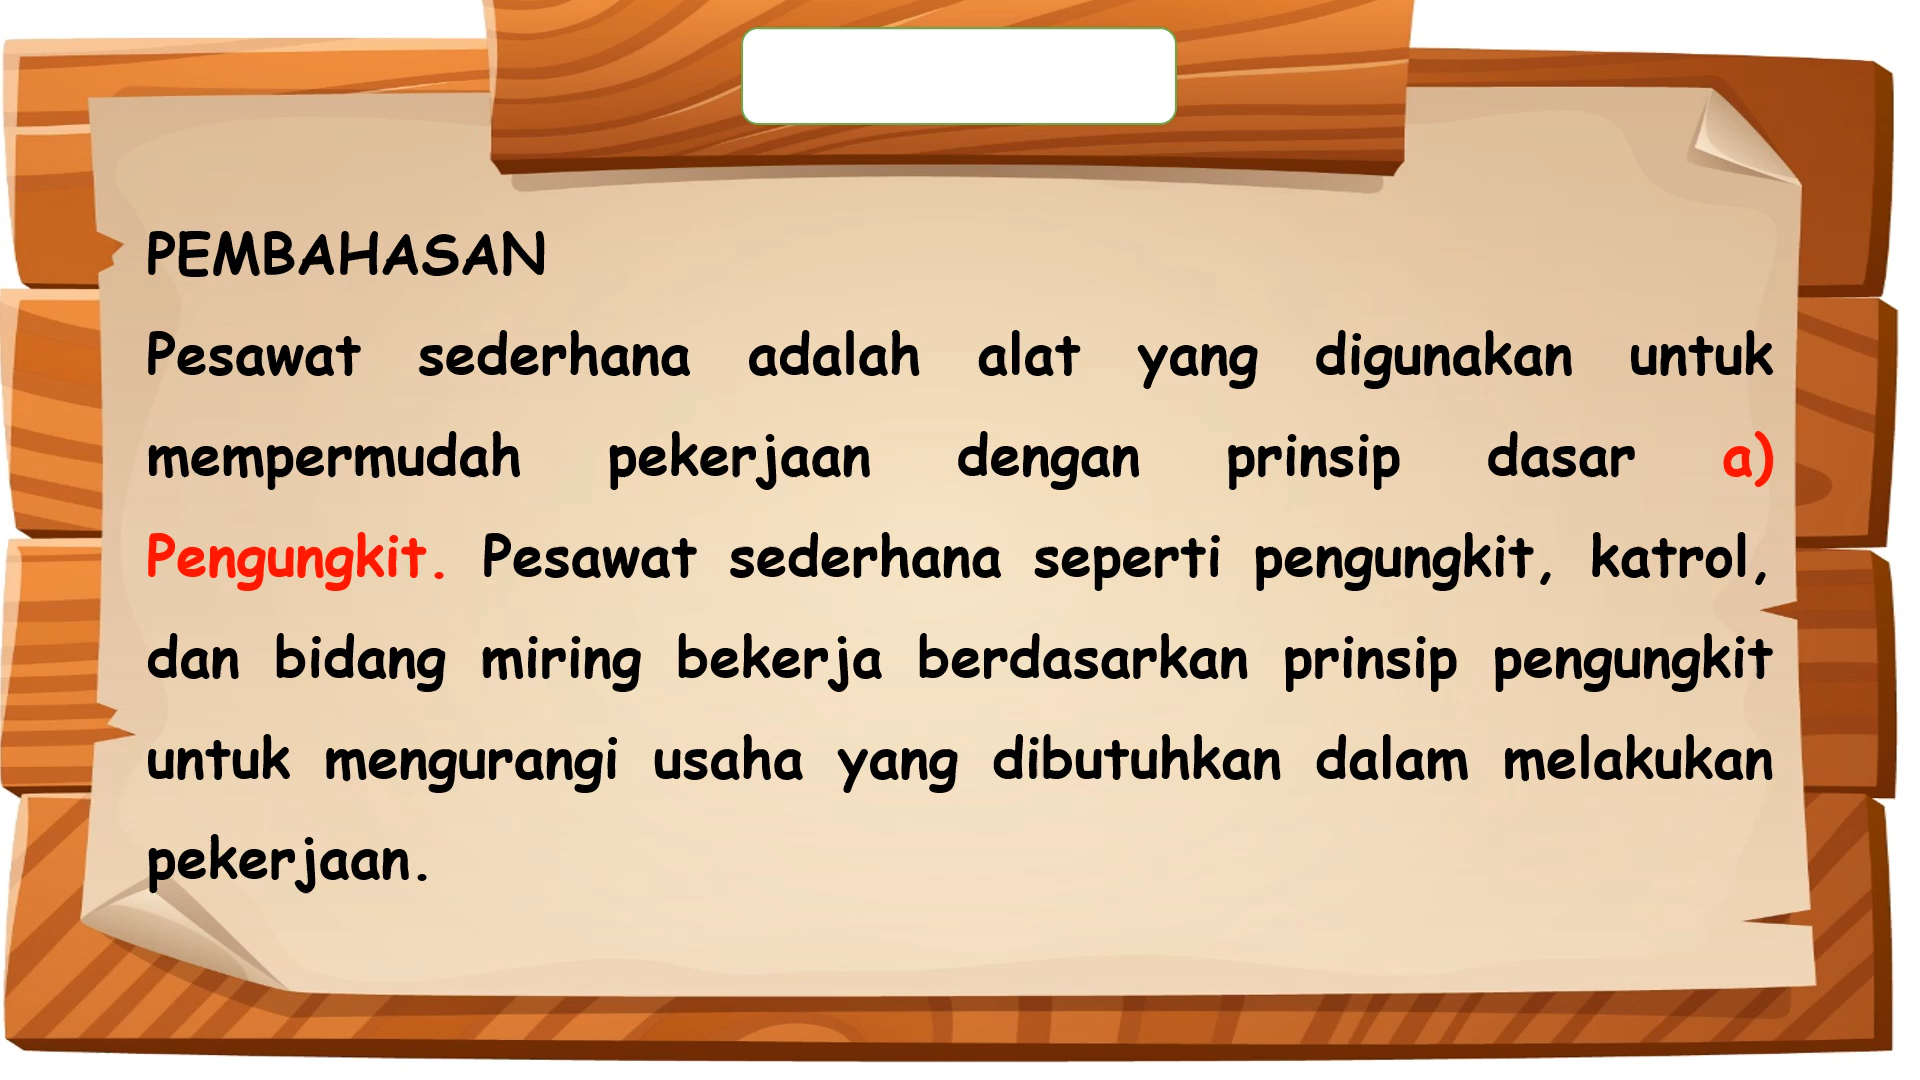 PEMBAHASAN
Pesawat sederhana adalah alat yang digunakan untuk
mempermudah pekerjaan dengan prinsip dasar a)
Pengungkit. Pesawat sederhana seperti pengungkit, katrol,
dan bidang miring bekerja berdasarkan prinsip pengungkit
untuk mengurangi usaha yang dibutuhkan dalam melakukan
pekerjaan.